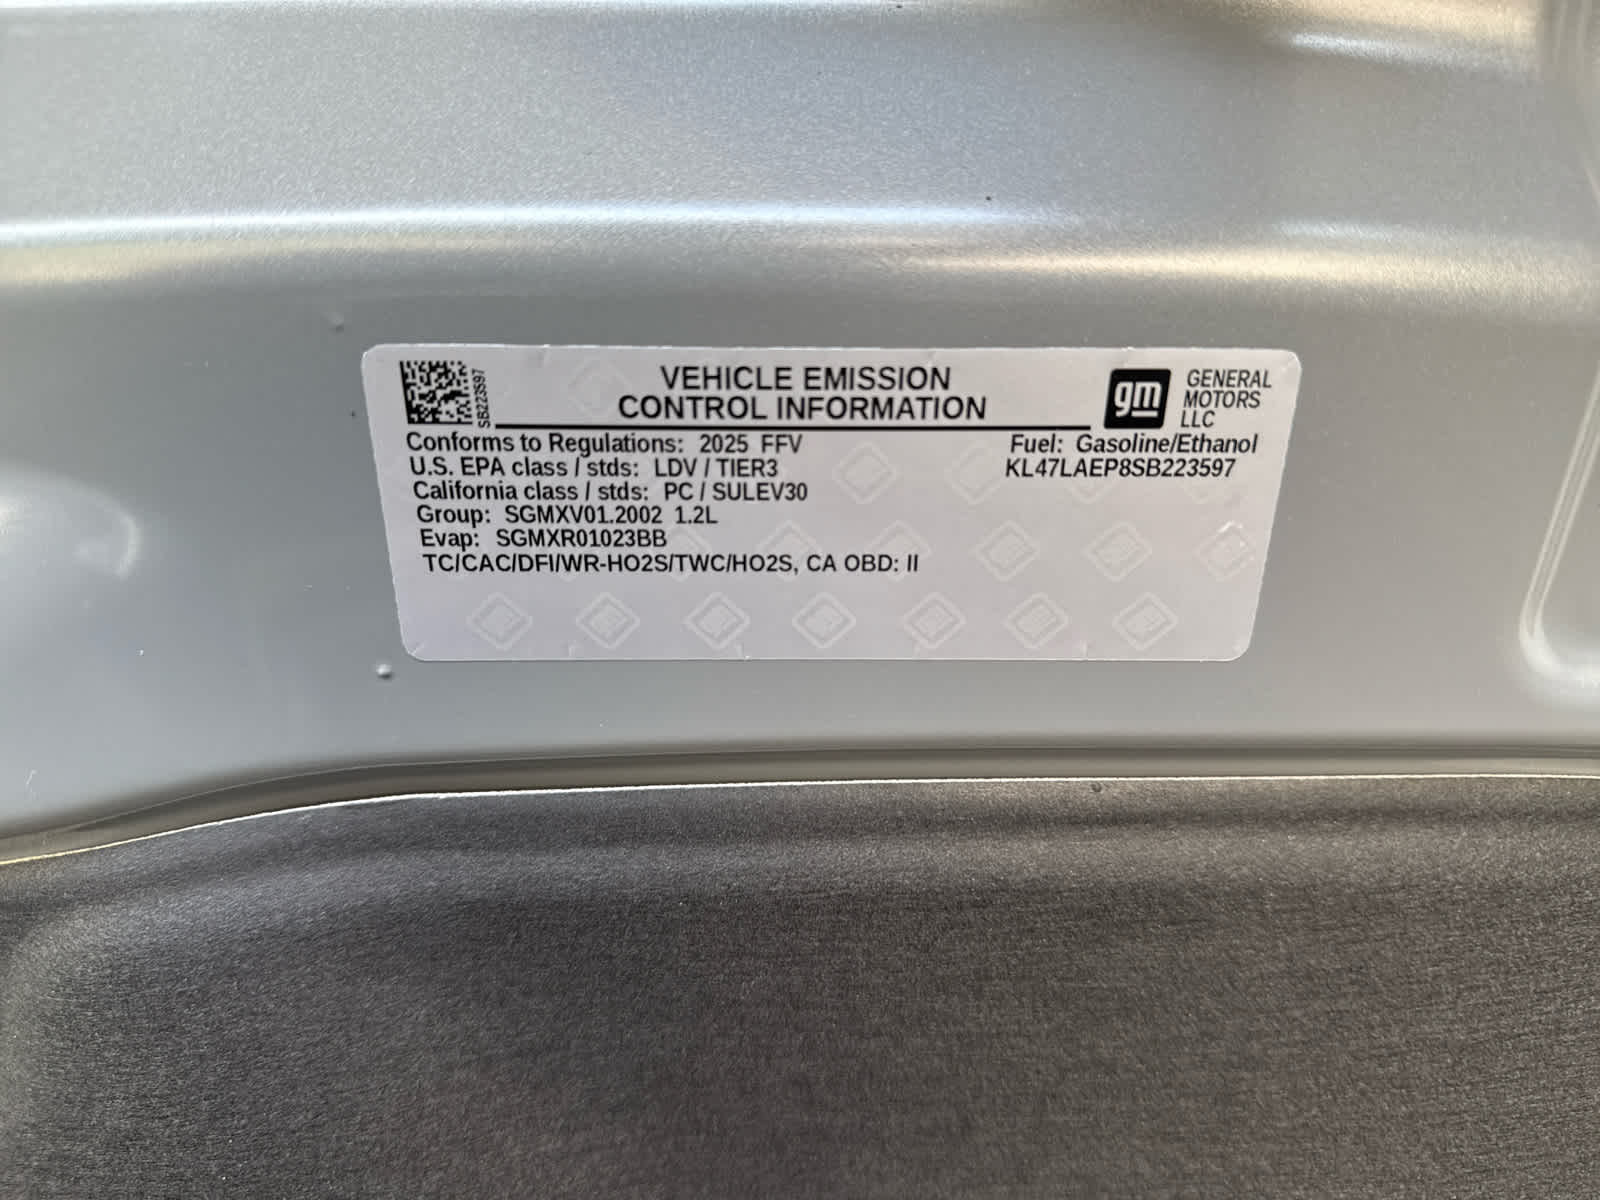 VEHICLE EMISSION
CONTROL INFORMATION
gm
GENERAL
MOTORS
LLC
SB223597
Conforms to Regulations: 2025 FFV
Fuel: Gasoline/Ethanol
U.S. EPA class / stds: LDV / TIER3
KL47LAEP8SB223597
California class / stds: PC / SULEV30
Group: SGMXV01.2002 1.2L
Evap: SGMXR01023BB
TC/CAC/DFI/WR-HO2S/TWC/HO2S, CA OBD: II